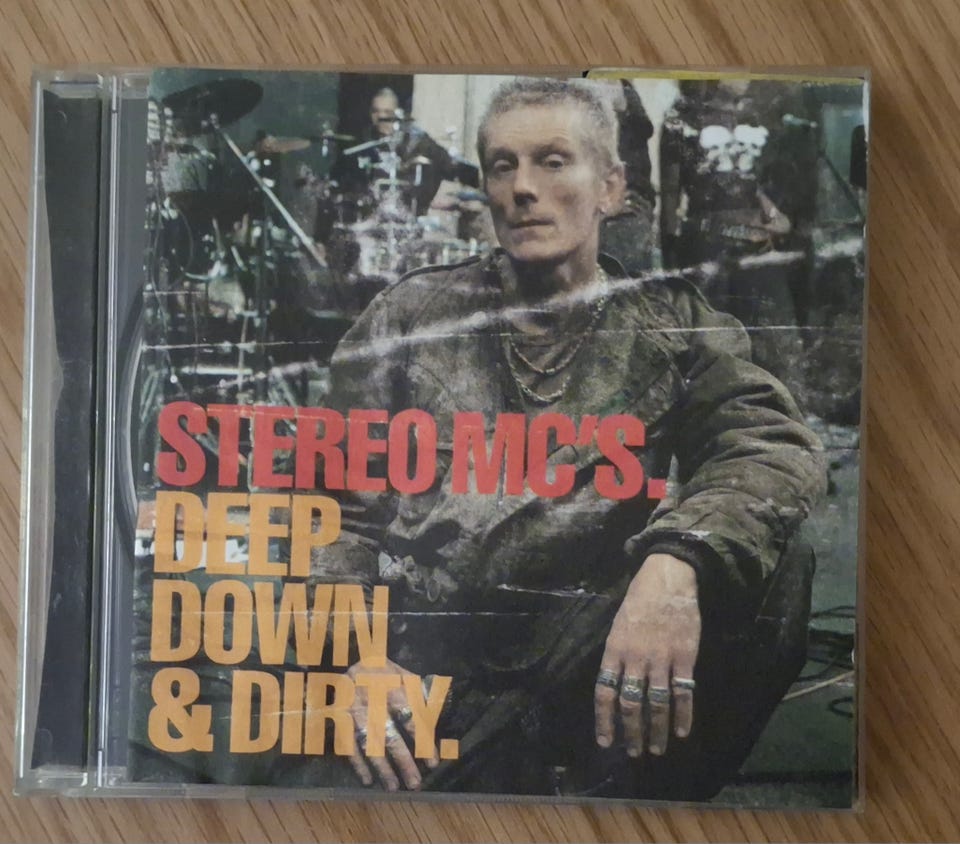 STEREO MC'S.
DEEP
DOWN
& DIRTY.